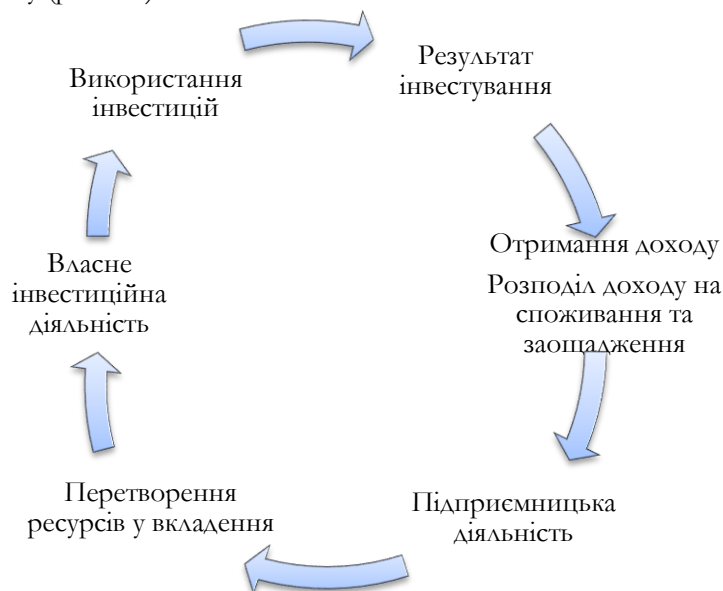 Використання
інвестицій
Результат
інвестування
Отримання доходу
Розподіл доходу на
споживання та
заощадження
Підприємницька
діяльність
Перетворення
ресурсів у вкладення
Власне
інвестиційна
діяльність